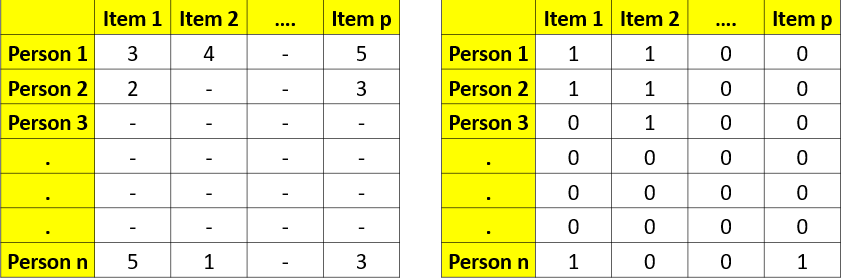 Item 1 Item 2 .... Item p
Person 1 3 4 - 5
Person 2 2 - - 3
Person 3 - - - -
. - - - -
. - - - -
. - - - -
Person n 5 1 - 3
Item 1 Item 2 .... Item p
Person 1 1 1 0 0
Person 2 1 1 0 0
Person 3 0 1 0 0
. 0 0 0 0
. 0 0 0 0
. 0 0 0 0
Person n 1 0 0 1